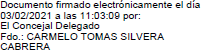 Documento firmado electrónicamente el día
03/02/2021 a las 11:03:09 por:
El Concejal Delegado
Fdo.: CARMELO TOMAS SILVERA
CABRERA